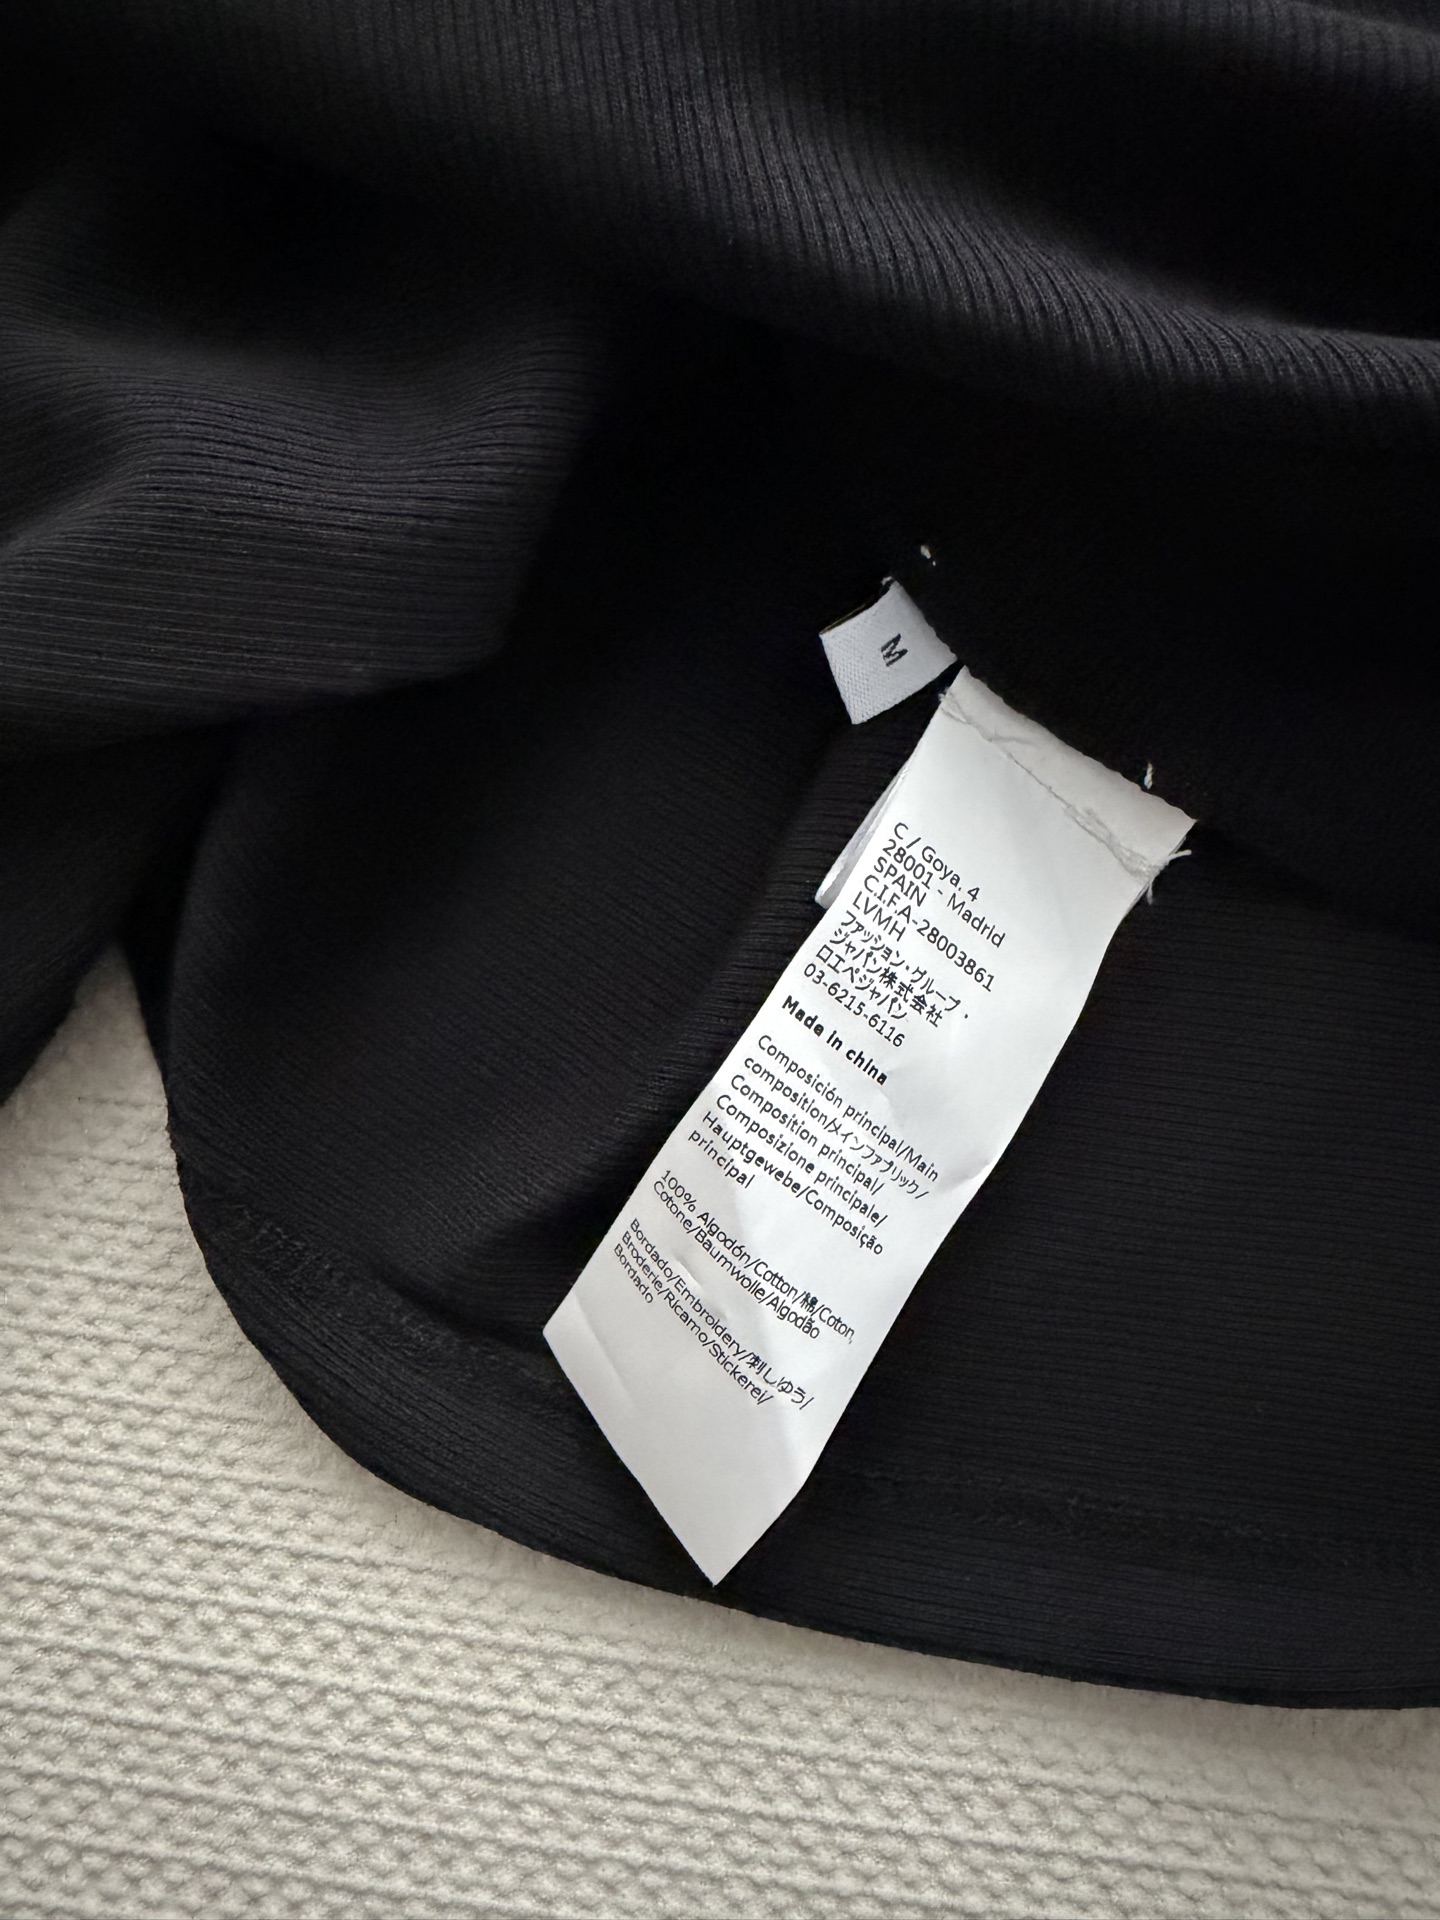 M
C / Goya, 4
28001 - Madrid
SPAIN
C.I.F.A-28003861
LVMH
ファッション・グループ・
ジャパン株式会社
ロエベジャパン
03-6215-6116
Made in china
Composición principal/Main
composition/メインファブリック/
Composition principal/
Composizione principale/
Hauptgewebe/Composição
principal
100% Algodón/Cotton/綿/Coton,
Cotone/Baumwolle/Algodão
Bordado/Embroidery/刺しゆう/
Broderie/Ricamo/Stickerei/
Bordado